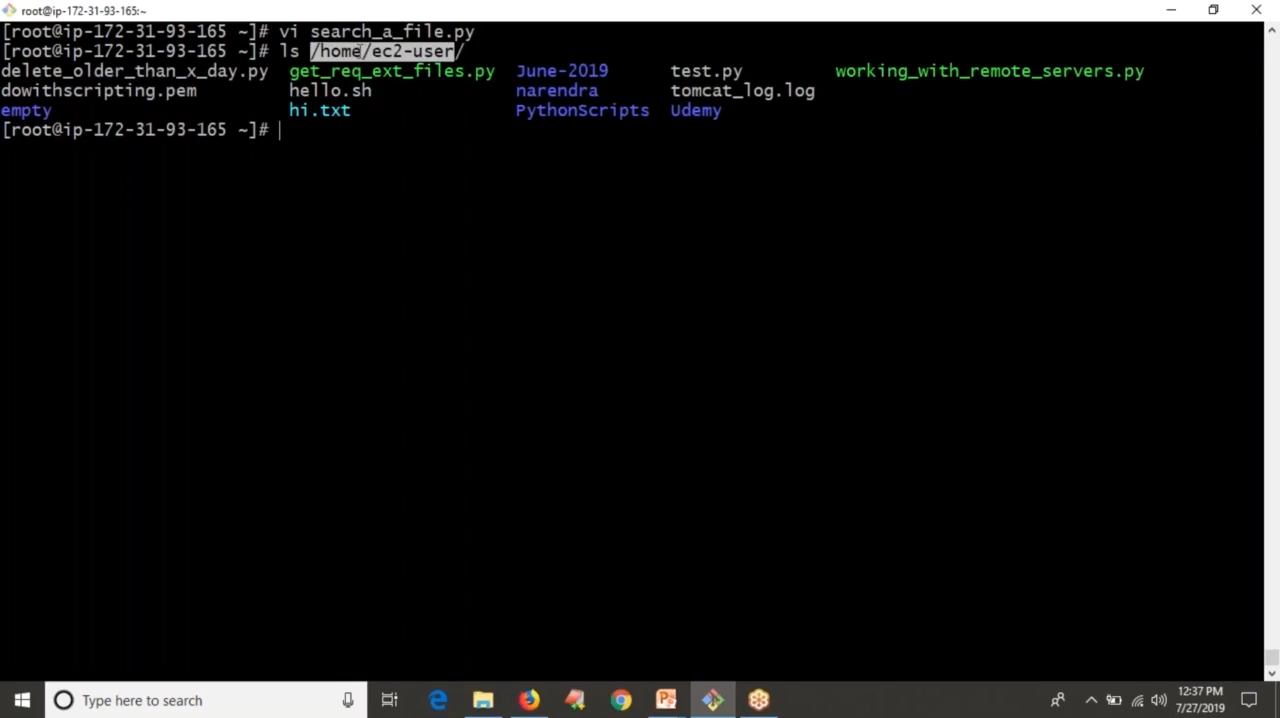 root@ip-172-31-93-165:~
[root@ip-172-31-93-165 ~]# vi search_a_file.py
[root@ip-172-31-93-165 ~]# ls /home/ec2-user/
delete_older_than_x_day.py get_req_ext_files.py June-2019 test.py working_with_remote_servers.py
dowithscripting.pem hello.sh narendra tomcat_log.log
empty hi.txt PythonScripts Udemy
[root@ip-172-31-93-165 ~]#
Type here to search
12:37 PM
7/27/2019